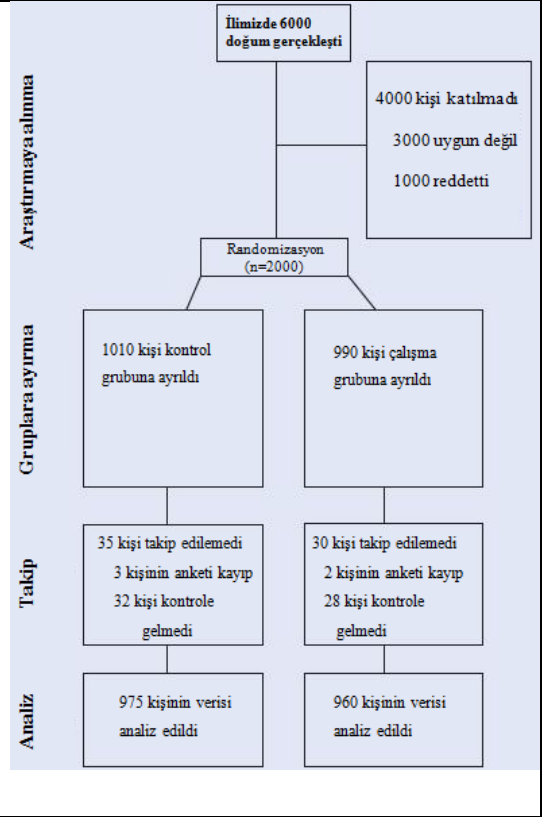 İlimizde 6000
doğum gerçekleşti
Araştırmaya alınma
4000 kişi katılmadı
3000 uygun değil
1000 reddetti
Randomizasyon
(n=2000)
Gruplara ayırma
1010 kişi kontrol
grubuna ayrıldı
990 kişi çalışma
grubuna ayrıldı
Takip
35 kişi takip edilemedi
3 kişinin anketi kayıp
32 kişi kontrole
gelmedi
30 kişi takip edilemedi
2 kişinin anketi kayıp
28 kişi kontrole
gelmedi
Analiz
975 kişinin verisi
analiz edildi
960 kişinin verisi
analiz edildi